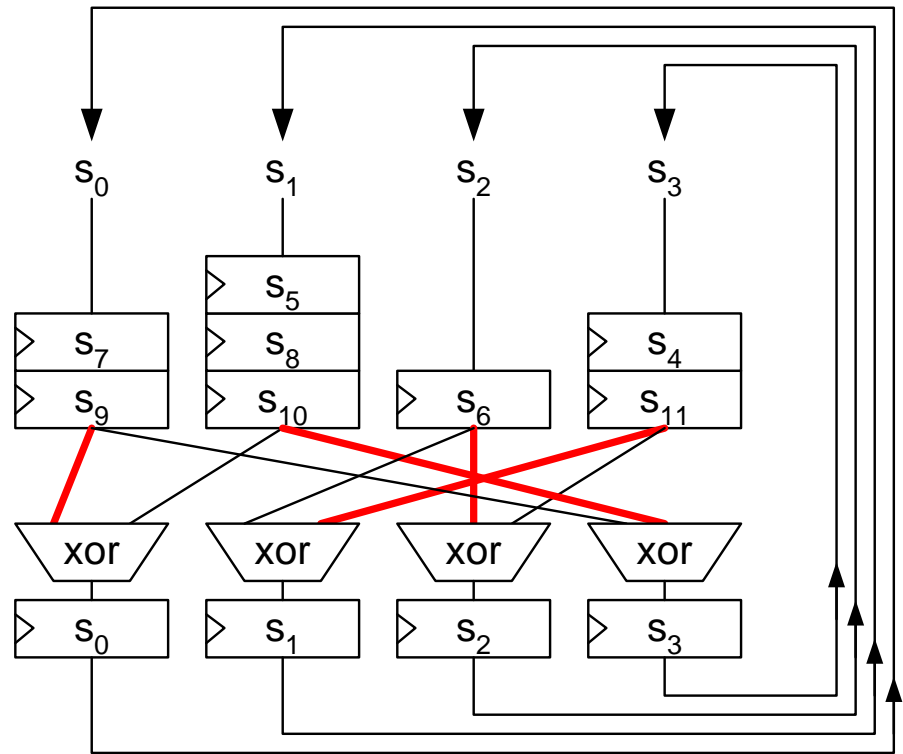 s₀ s₁ s₂ s₃
s₅
s₇ s₈ s₄
s₉ s₁₀ s₆ s₁₁
xor xor xor xor
s₀ s₁ s₂ s₃